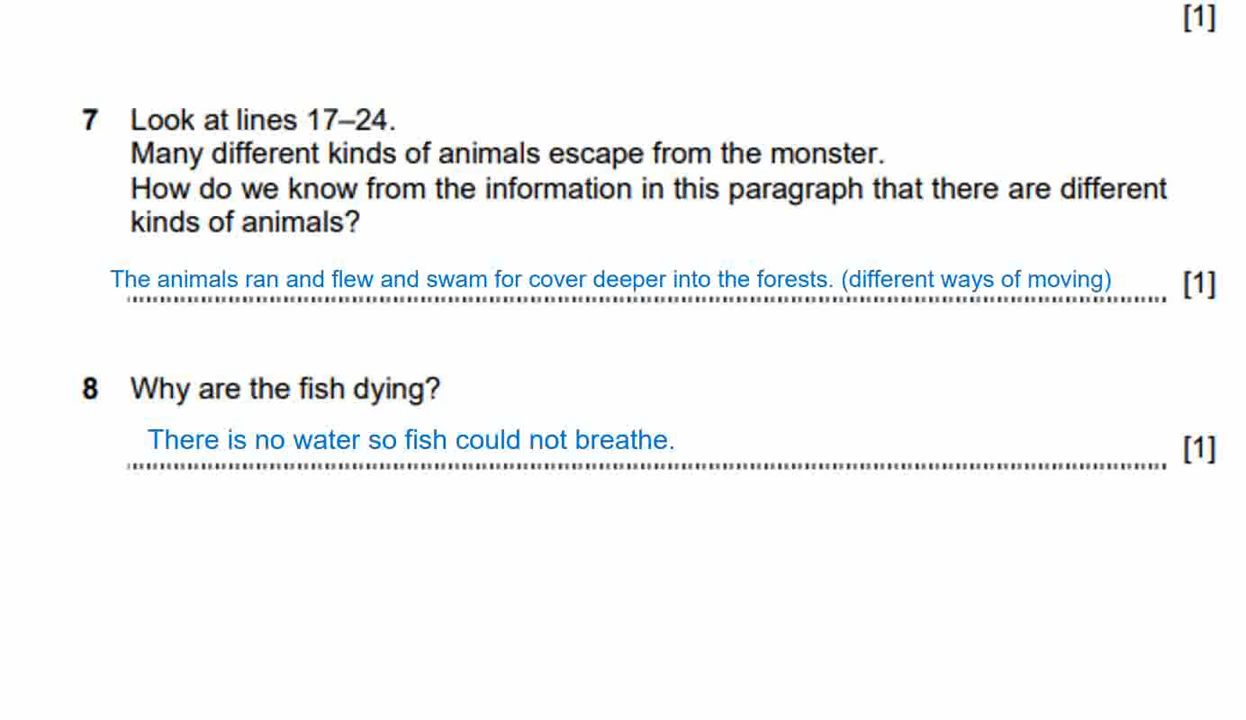 [1]
7 Look at lines 17–24.
Many different kinds of animals escape from the monster.
How do we know from the information in this paragraph that there are different
kinds of animals?
The animals ran and flew and swam for cover deeper into the forests. (different ways of moving) [1]
8 Why are the fish dying?
There is no water so fish could not breathe.
[1]